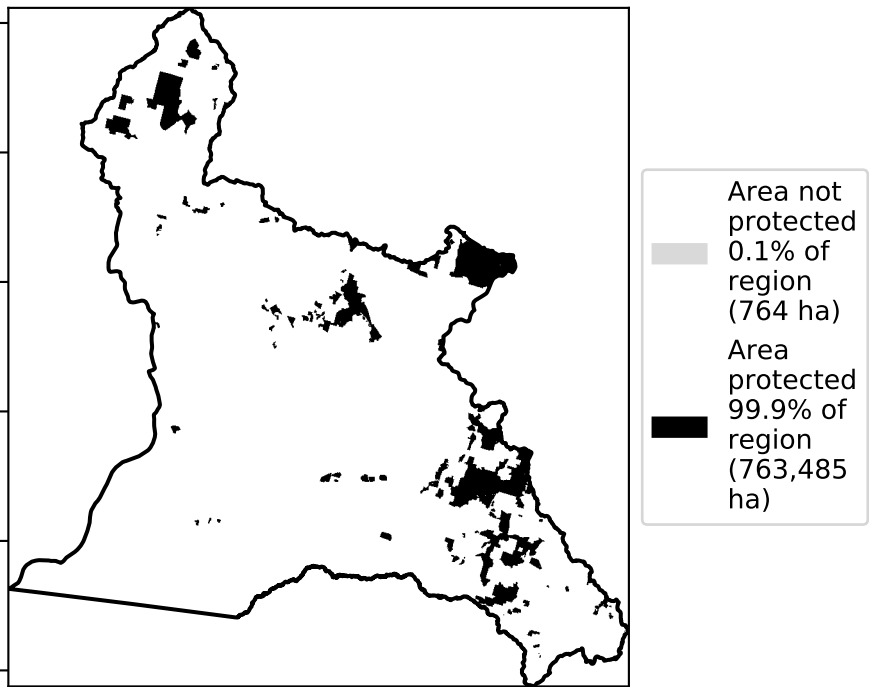 Area not
protected
0.1% of
region
(764 ha)
Area
protected
99.9% of
region
(763,485
ha)